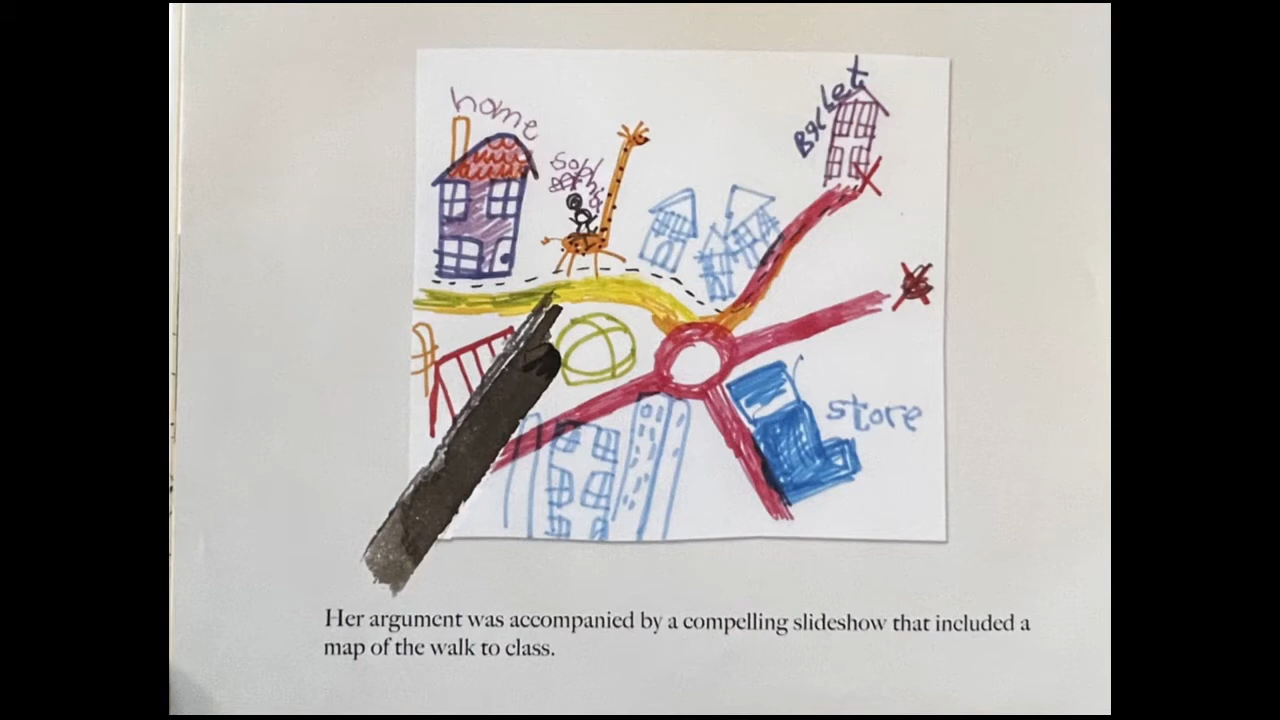 home
Ballet
store
Her argument was accompanied by a compelling slideshow that included a
map of the walk to class.